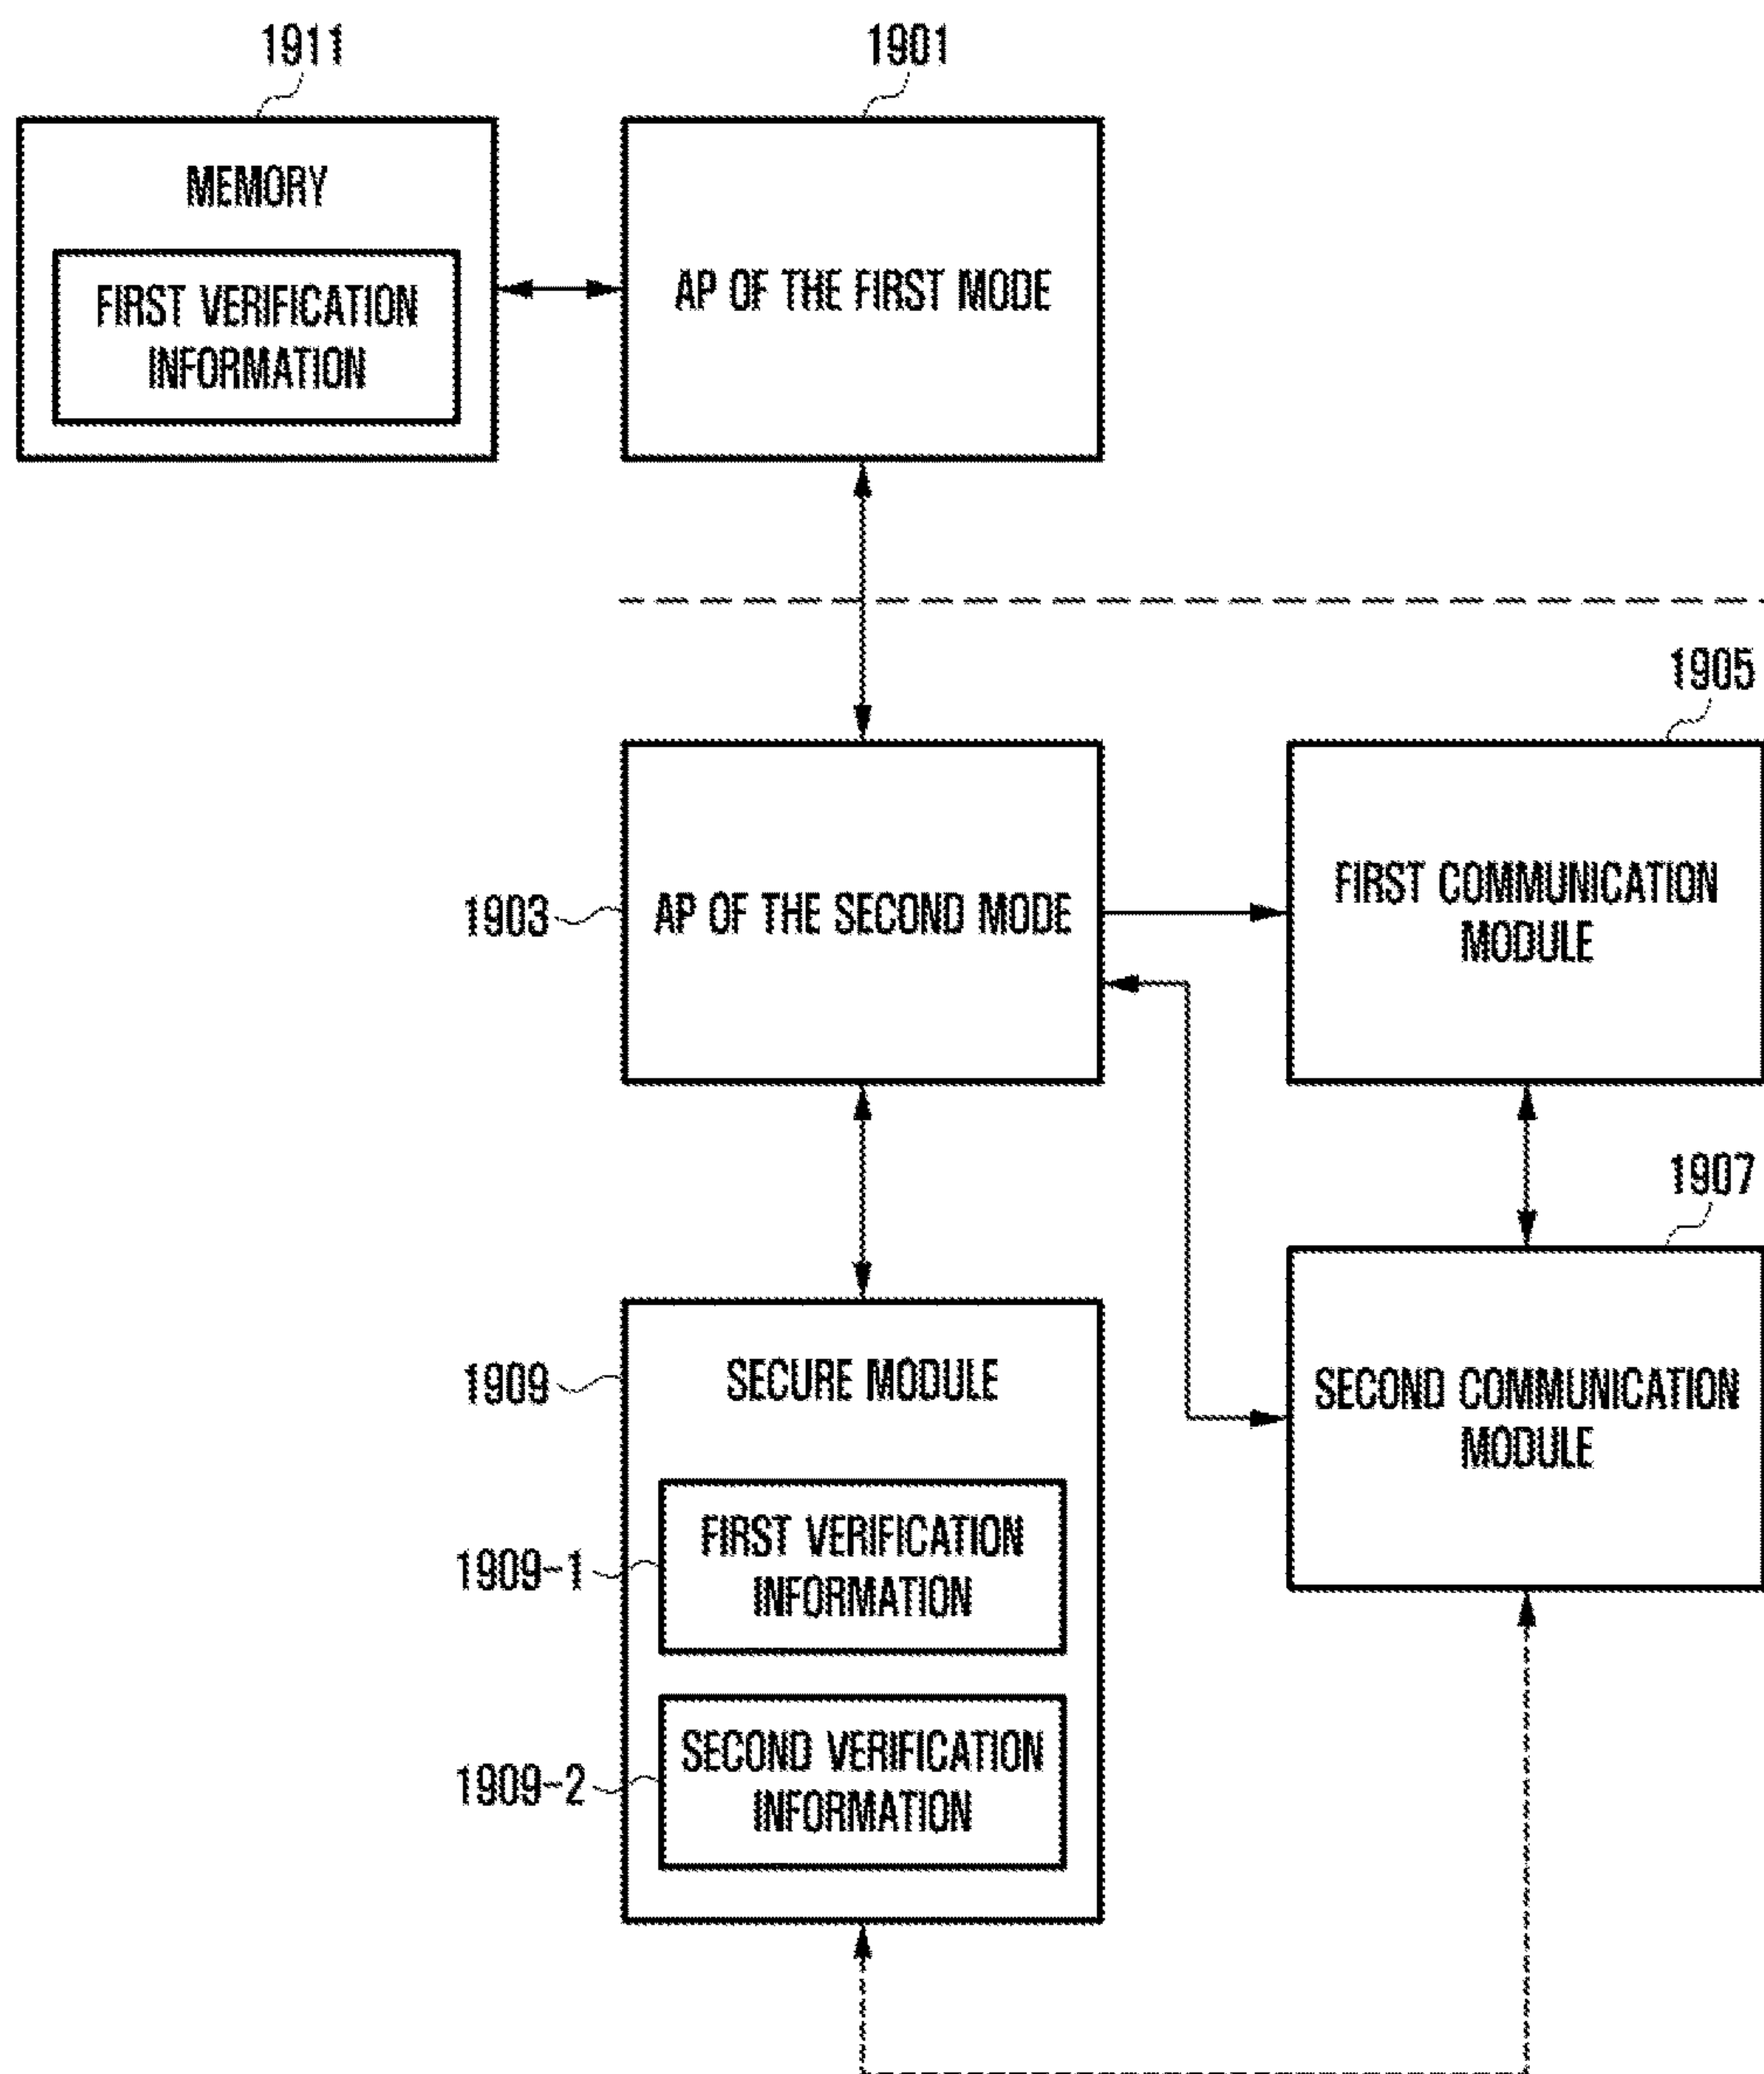 1911
1901
MEMORY
FIRST VERIFICATION
INFORMATION
AP OF THE FIRST MODE
1905
1903
AP OF THE SECOND MODE
FIRST COMMUNICATION
MODULE
1907
1909
SECURE MODULE
SECOND COMMUNICATION
MODULE
1909-1
FIRST VERIFICATION
INFORMATION
1909-2
SECOND VERIFICATION
INFORMATION